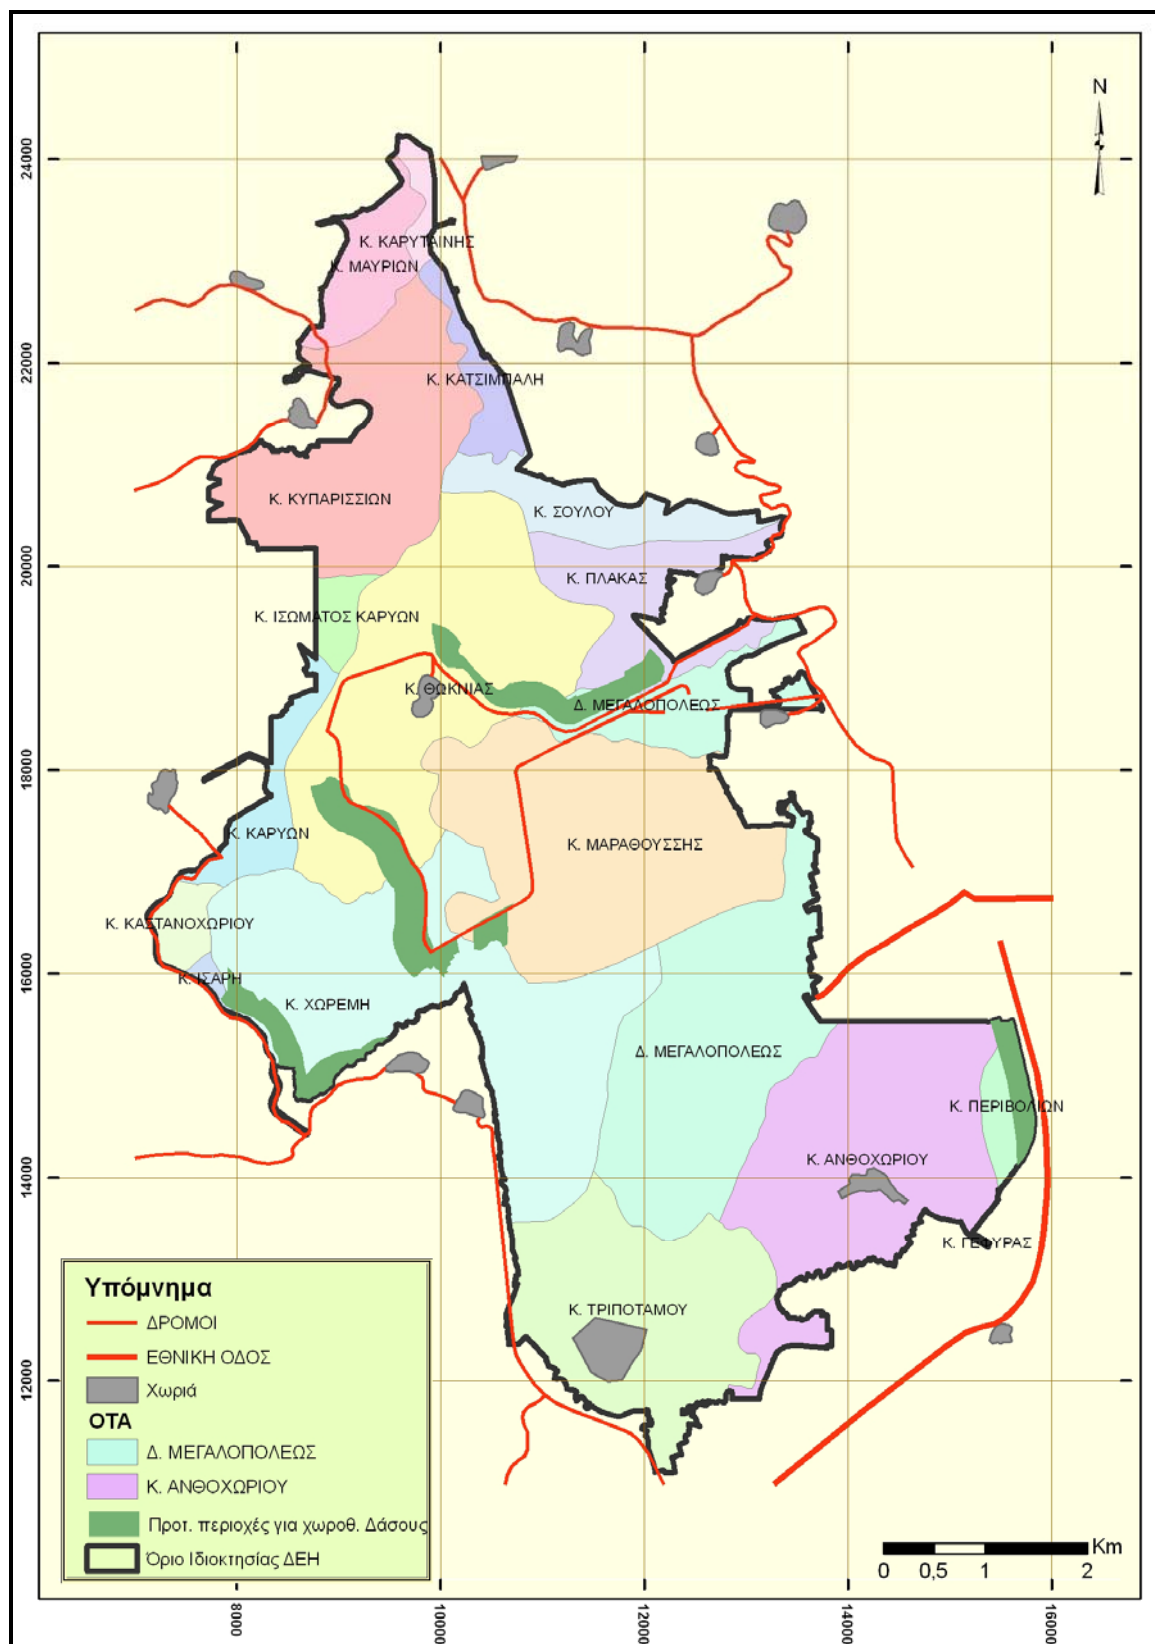 N
24000
22000
20000
18000
16000
14000
12000
Κ. ΚΑΡΥΤΑΙΝΗΣ
Κ. ΜΑΥΡΙΩΝ
Κ. ΚΑΤΣΙΜΠΑΛΗ
Κ. ΚΥΠΑΡΙΣΣΙΩΝ
Κ. ΣΟΥΛΟΥ
Κ. ΠΛΑΚΑΣ
Κ. ΙΣΩΜΑΤΟΣ ΚΑΡΥΩΝ
Κ. ΘΩΚΝΙΑΣ
Δ. ΜΕΓΑΛΟΠΟΛΕΩΣ
Κ. ΚΑΡΥΩΝ
Κ. ΜΑΡΑΘΟΥΣΣΗΣ
Κ. ΚΑΣΤΑΝΟΧΩΡΙΟΥ
Κ. ΙΣΑΡΗ
Κ. ΧΩΡΕΜΗ
Δ. ΜΕΓΑΛΟΠΟΛΕΩΣ
Κ. ΠΕΡΙΒΟΛΙΩΝ
Κ. ΑΝΘΟΧΩΡΙΟΥ
Κ. ΓΕΦΥΡΑΣ
Κ. ΤΡΙΠΟΤΑΜΟΥ
Υπόμνημα
ΔΡΟΜΟΙ
ΕΘΝΙΚΗ ΟΔΟΣ
Χωριά
ΟΤΑ
Δ. ΜΕΓΑΛΟΠΟΛΕΩΣ
Κ. ΑΝΘΟΧΩΡΙΟΥ
Προτ. περιοχές για χωροθ. Δάσους
Όριο Ιδιοκτησίας ΔΕΗ
Km
0 0,5 1 2
8000 10000 12000 14000 16000